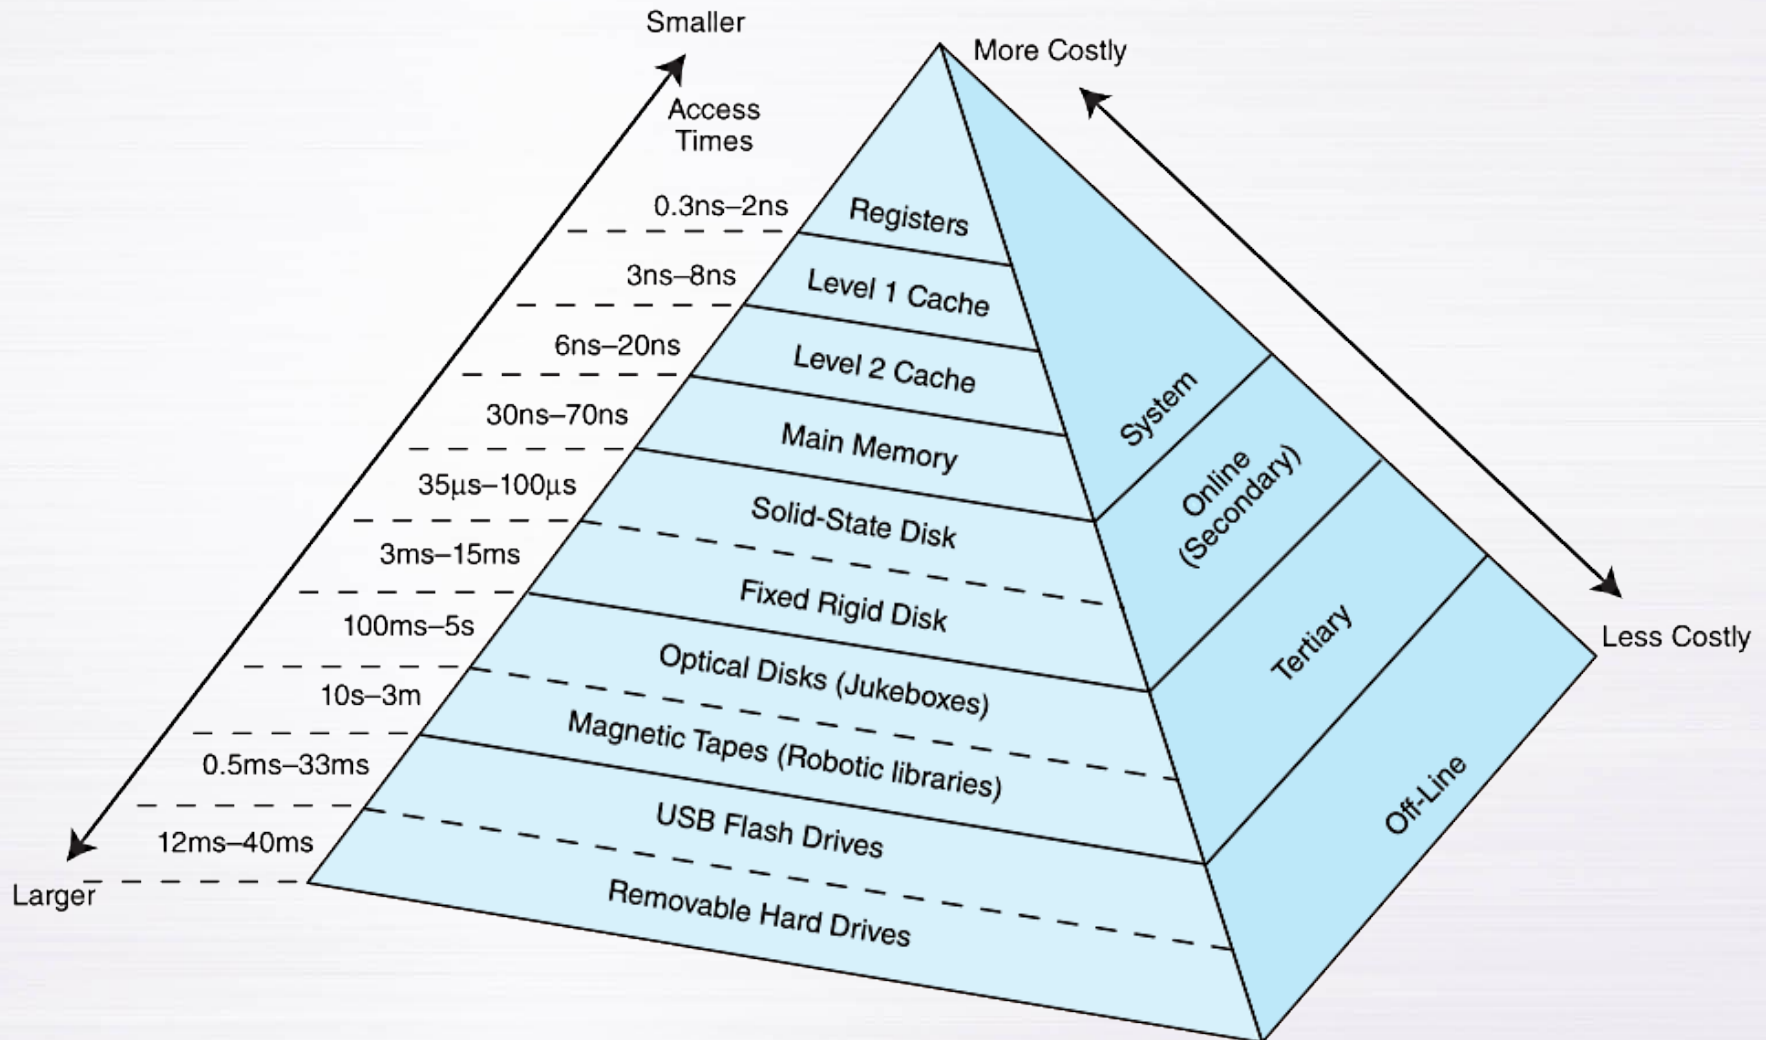 Smaller
Access
Times
More Costly
0.3ns–2ns
Registers
3ns–8ns
Level 1 Cache
6ns–20ns
Level 2 Cache
30ns–70ns
Main Memory
35µs–100µs
Solid-State Disk
3ms–15ms
Fixed Rigid Disk
100ms–5s
Optical Disks (Jukeboxes)
10s–3m
Magnetic Tapes (Robotic libraries)
0.5ms–33ms
USB Flash Drives
12ms–40ms
Removable Hard Drives
Larger
System
Online
(Secondary)
Tertiary
Off-Line
Less Costly